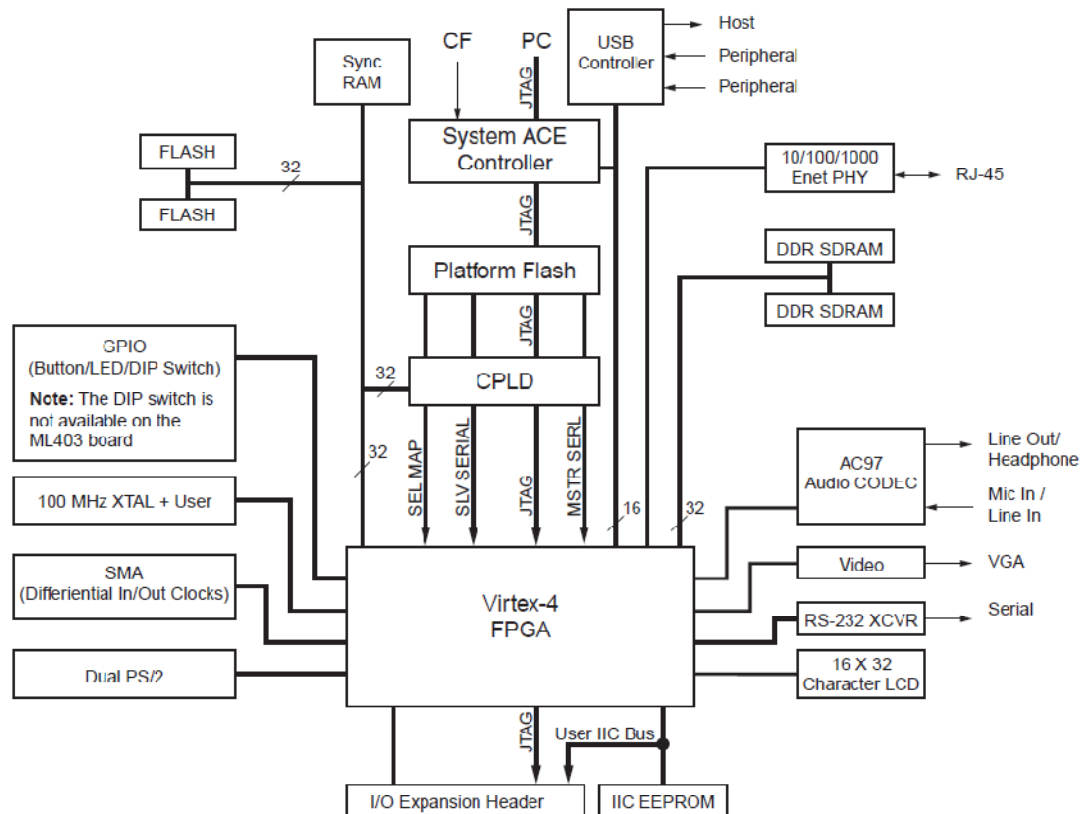 Sync
RAM
CF
PC
USB
Controller
Host
Peripheral
Peripheral
JTAG
System ACE
Controller
FLASH
FLASH
32
10/100/1000
Enet PHY
RJ-45
JTAG
DDR SDRAM
DDR SDRAM
Platform Flash
JTAG
GPIO
(Button/LED/DIP Switch)
Note: The DIP switch is
not available on the
ML403 board
32
CPLD
32
SEL MAP
SLV SERIAL
JTAG
MSTR SERL
16
32
AC97
Audio CODEC
Line Out/
Headphone
Mic In /
Line In
100 MHz XTAL + User
SMA
(Differiential In/Out Clocks)
Dual PS/2
Virtex-4
FPGA
Video
VGA
RS-232 XCVR
Serial
16 X 32
Character LCD
JTAG
User IIC Bus
I/O Expansion Header
IIC EEPROM